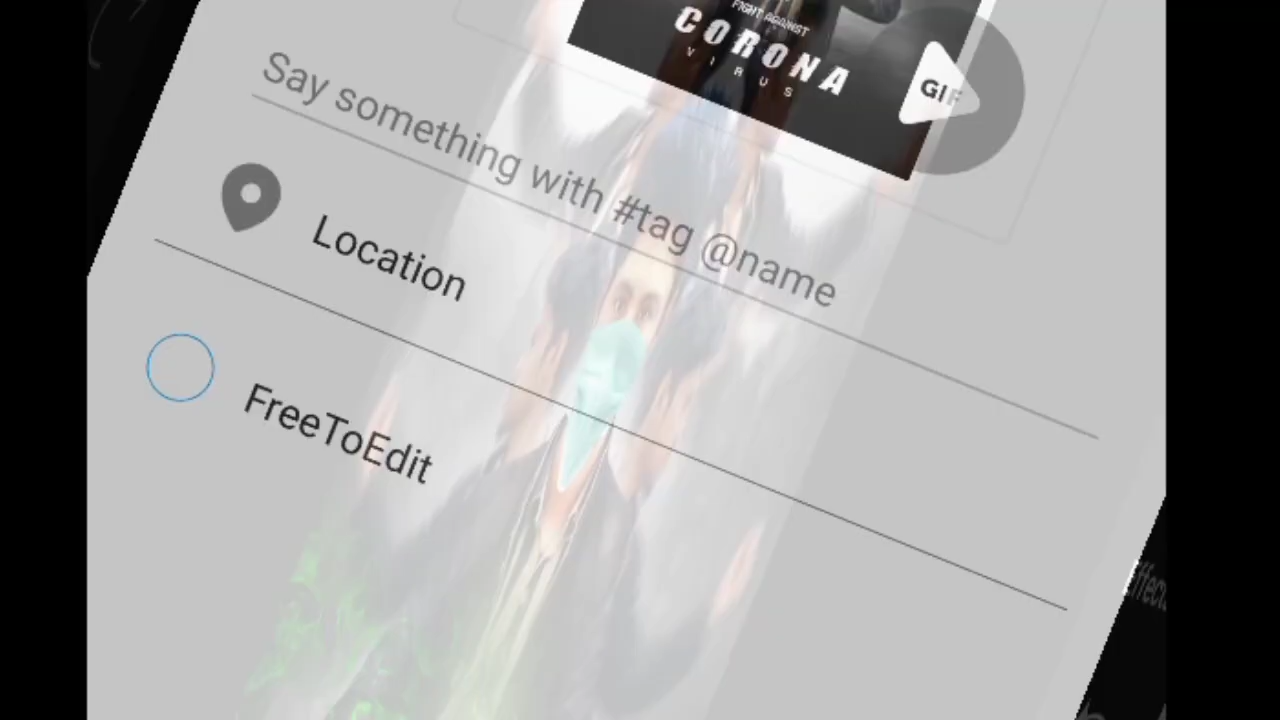 FIGHT AGAINST
CORONA
VIRUS
GIF
Say something with #tag @name
Location
FreeToEdit